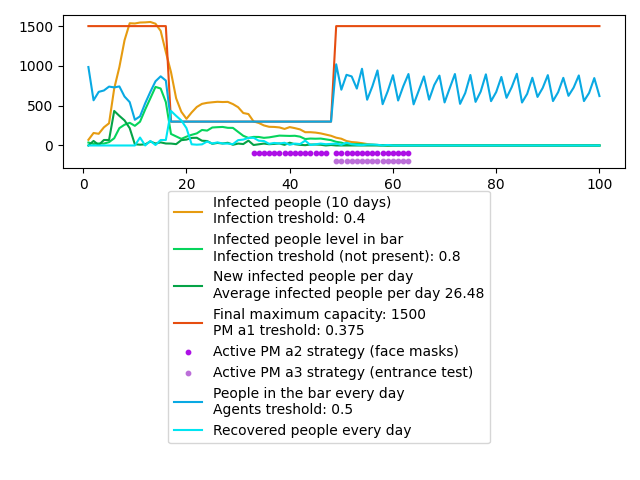 1500
1000
500
0
0
20
40
60
80
100
Infected people (10 days)
Infection treshold: 0.4
Infected people level in bar
Infection treshold (not present): 0.8
New infected people per day
Average infected people per day 26.48
Final maximum capacity: 1500
PM a1 treshold: 0.375
Active PM a2 strategy (face masks)
Active PM a3 strategy (entrance test)
People in the bar every day
Agents treshold: 0.5
Recovered people every day